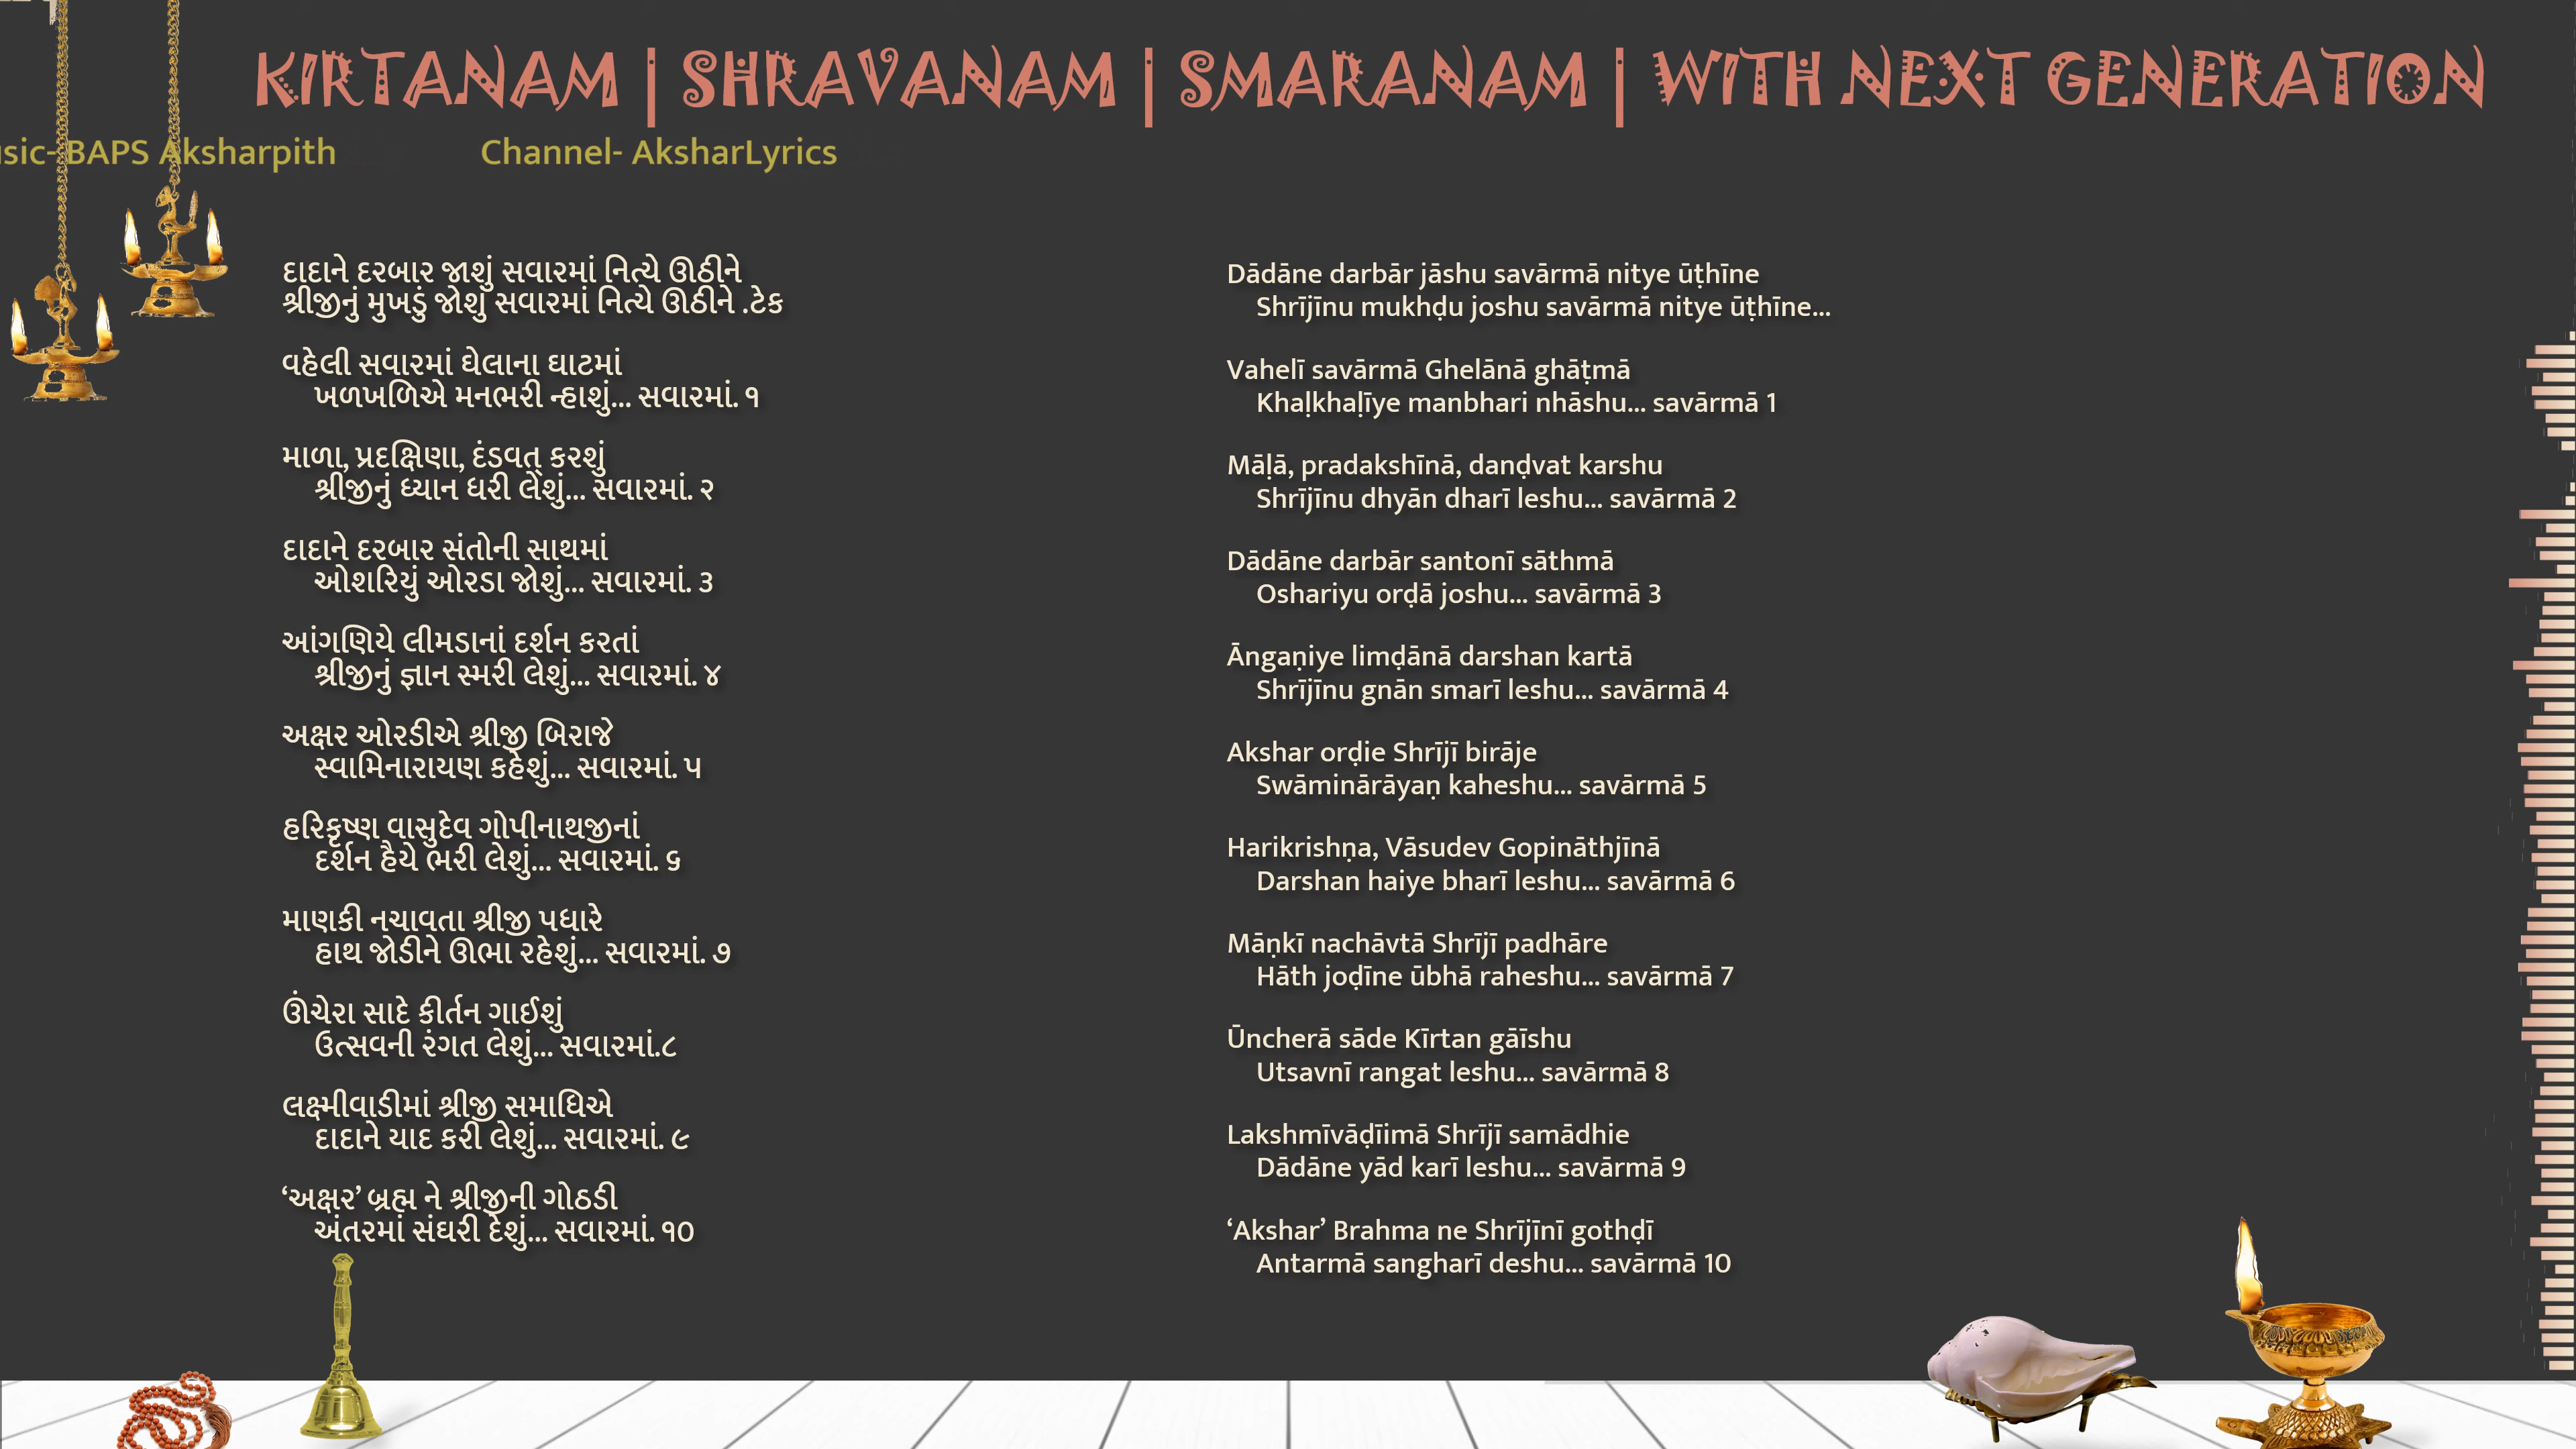 KIRTANAM | SHRAVANAM | SMARANAM | WITH NEXT GENERATION
BAPS Aksharpith Channel- AksharLyrics
દાદાને દરબાર જાશું સવારમાં નિત્યે ઊઠીને
શ્રીજીનું મુખડું જોશું સવારમાં નિત્યે ઊઠીને .ટેક
વહેલી સવારમાં ઘેલાના ઘાટમાં
ખળખળિએ મનભરી ન્હાશું... સવારમાં. ૧
માળા, પ્રદક્ષિણા, દંડવત્ કરશું
શ્રીજીનું ધ્યાન ધરી લેશું... સવારમાં. ૨
દાદાને દરબાર સંતોની સાથમાં
ઓશરિયું ઓરડા જોશું... સવારમાં. ૩
આંગણિયે લીમડાનાં દર્શન કરતાં
શ્રીજીનું જ્ઞાન સ્મરી લેશું... સવારમાં. ૪
અક્ષર ઓરડીએ શ્રીજી બિરાજે
સ્વામિનારાયણ કહેશું... સવારમાં. ૫
હરિકૃષ્ણ વાસુદેવ ગોપીનાથજીનાં
દર્શન હૈયે ભરી લેશું... સવારમાં. ૬
માણકી નચાવતા શ્રીજી પધારે
હાથ જોડીને ઊભા રહેશું... સવારમાં. ૭
ઊંચેરા સાદે કીર્તન ગાઈશું
ઉત્સવની રંગત લેશું... સવારમાં.૮
લક્ષ્મીવાડીમાં શ્રીજી સમાધિએ
દાદાને યાદ કરી લેશું... સવારમાં. ૯
‘અક્ષર’ બ્રહ્મ ને શ્રીજીની ગોઠડી
અંતરમાં સંઘરી દેશું... સવારમાં. ૧૦
Dādāne darbār jāshu savārmā nitye ūṭhīne
Shrījīnu mukhḍu joshu savārmā nitye ūṭhīne...
Vahelī savārmā Ghelānā ghāṭmā
Khaḷkhaḷīye manbhari nhāshu... savārmā 1
Māḷā, pradakshīnā, danḍvat karshu
Shrījīnu dhyān dharī leshu... savārmā 2
Dādāne darbār santonī sāthmā
Oshariyu orḍā joshu... savārmā 3
Āngaṇiye limḍānā darshan kartā
Shrījīnu gnān smarī leshu... savārmā 4
Akshar orḍie Shrījī birāje
Swāminārāyaṇ kaheshu... savārmā 5
Harikrishṇa, Vāsudev Gopināthjīnā
Darshan haiye bharī leshu... savārmā 6
Māṇkī nachāvtā Shrījī padhāre
Hāth joḍīne ūbhā raheshu... savārmā 7
Ūncherā sāde Kīrtan gāīshu
Utsavnī rangat leshu... savārmā 8
Lakshmīvāḍīimā Shrījī samādhie
Dādāne yād karī leshu... savārmā 9
‘Akshar’ Brahma ne Shrījīnī gothḍī
Antarmā sangharī deshu... savārmā 10